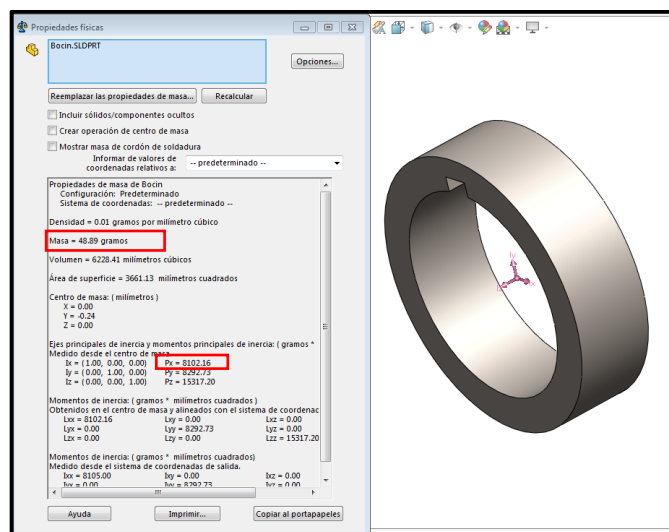 Propiedades físicas
Bocin.SLDPRT
Opciones...
Reemplazar las propiedades de masa...
Recalcular
Incluir sólidos/componentes ocultos
Crear operación de centro de masa
Mostrar masa de cordón de soldadura
Informar de valores de
coordenadas relativos a:
-- predeterminado --
Propiedades de masa de Bocin
Configuración: Predeterminado
Sistema de coordenadas: -- predeterminado --
Densidad = 0.01 gramos por milímetro cúbico
Masa = 48.89 gramos
Volumen = 6228.41 milímetros cúbicos
Área de superficie = 3661.13 milímetros cuadrados
Centro de masa: ( milímetros )
X = 0.00
Y = -0.24
Z = 0.00
Ejes principales de inercia y momentos principales de inercia: ( gramos *
Medido desde el centro de masa
Ix = (1.00, 0.00, 0.00) Px = 8102.16
Iy = (0.00, 1.00, 0.00) Py = 8292.73
Iz = (0.00, 0.00, 1.00) Pz = 15317.20
Momentos de inercia: ( gramos * milímetros cuadrados )
Obtenidos en el centro de masa y alineados con el sistema de coordenac
Lxx = 8102.16 Lxy = 0.00 Lxz = 0.00
Lyx = 0.00 Lyy = 8292.73 Lyz = 0.00
Lzx = 0.00 Lzy = 0.00 Lzz = 15317.20
Momentos de inercia: ( gramos * milímetros cuadrados)
Medido desde el sistema de coordenadas de salida.
Ixx = 8105.00 Ixy = 0.00 Ixz = 0.00
Iyx = 0.00 Iyy = 8292.73 Iyz = 0.00
Ayuda
Imprimir...
Copiar al portapapeles
Iy